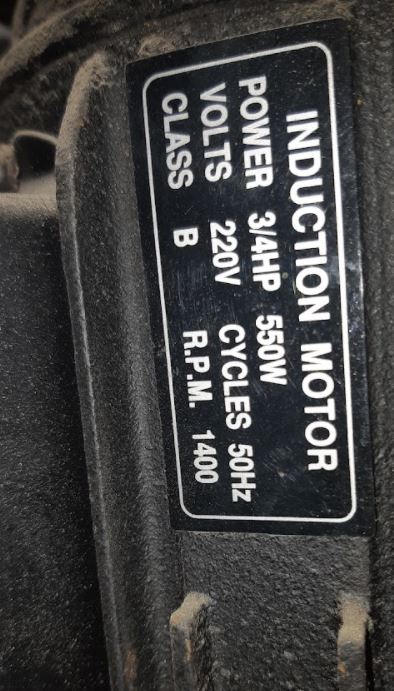 INDUCTION MOTOR
POWER 3/4HP 550W
VOLTS 220V CYCLES 50Hz
CLASS B R.P.M. 1400